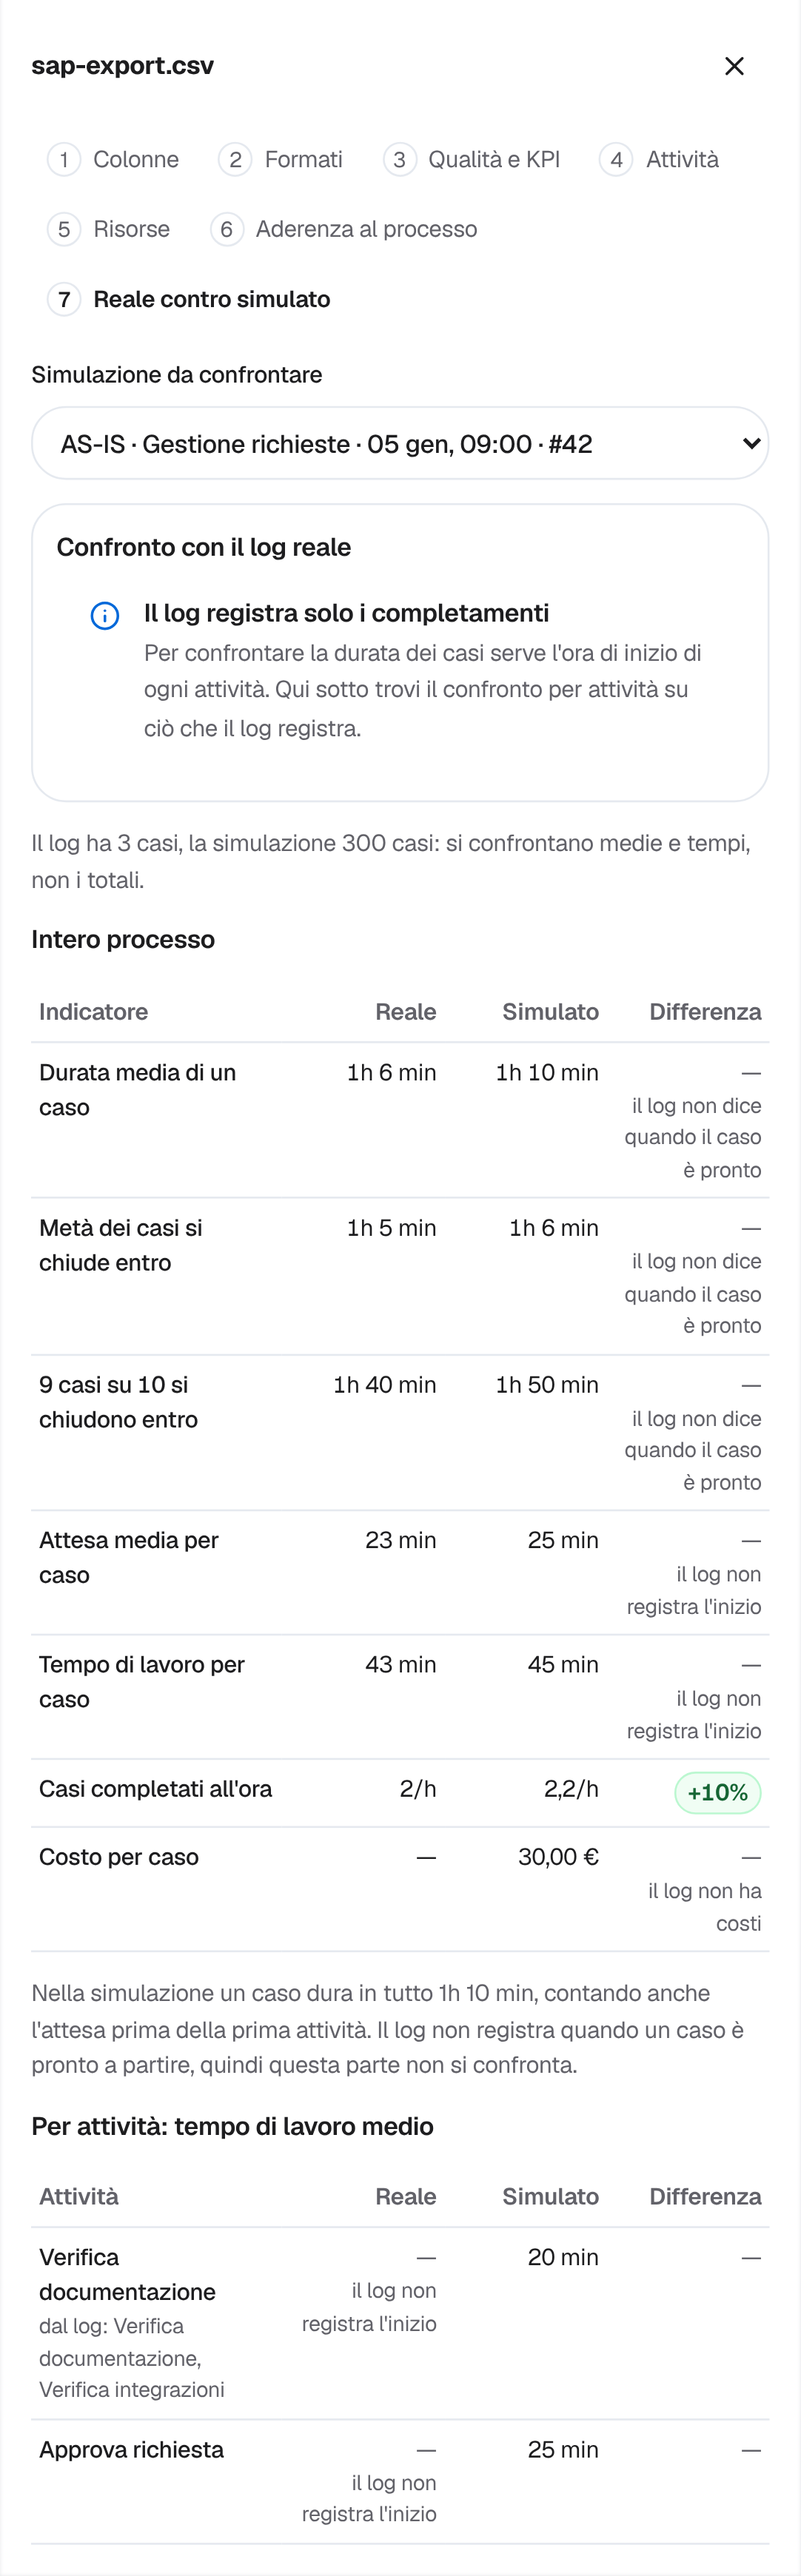 sap-export.csv
1 Colonne 2 Formati 3 Qualità e KPI 4 Attività
5 Risorse 6 Aderenza al processo
7 Reale contro simulato
Simulazione da confrontare
AS-IS · Gestione richieste · 05 gen, 09:00 · #42
Confronto con il log reale
Il log registra solo i completamenti
Per confrontare la durata dei casi serve l'ora di inizio di
ogni attività. Qui sotto trovi il confronto per attività su
ciò che il log registra.
Il log ha 3 casi, la simulazione 300 casi: si confrontano medie e tempi,
non i totali.
Intero processo
Indicatore Reale Simulato Differenza
Durata media di un 1h 6 min 1h 10 min —
caso il log non dice
quando il caso
è pronto
Metà dei casi si 1h 5 min 1h 6 min —
chiude entro il log non dice
quando il caso
è pronto
9 casi su 10 si 1h 40 min 1h 50 min —
chiudono entro il log non dice
quando il caso
è pronto
Attesa media per 23 min 25 min —
caso il log non
registra l'inizio
Tempo di lavoro per 43 min 45 min —
caso il log non
registra l'inizio
Casi completati all'ora 2/h 2,2/h +10%
Costo per caso — 30,00 € —
il log non ha
costi
Nella simulazione un caso dura in tutto 1h 10 min, contando anche
l'attesa prima della prima attività. Il log non registra quando un caso è
pronto a partire, quindi questa parte non si confronta.
Per attività: tempo di lavoro medio
Attività Reale Simulato Differenza
Verifica — 20 min —
documentazione il log non
dal log: Verifica registra l'inizio
documentazione,
Verifica integrazioni
Approva richiesta — 25 min —
il log non
registra l'inizio